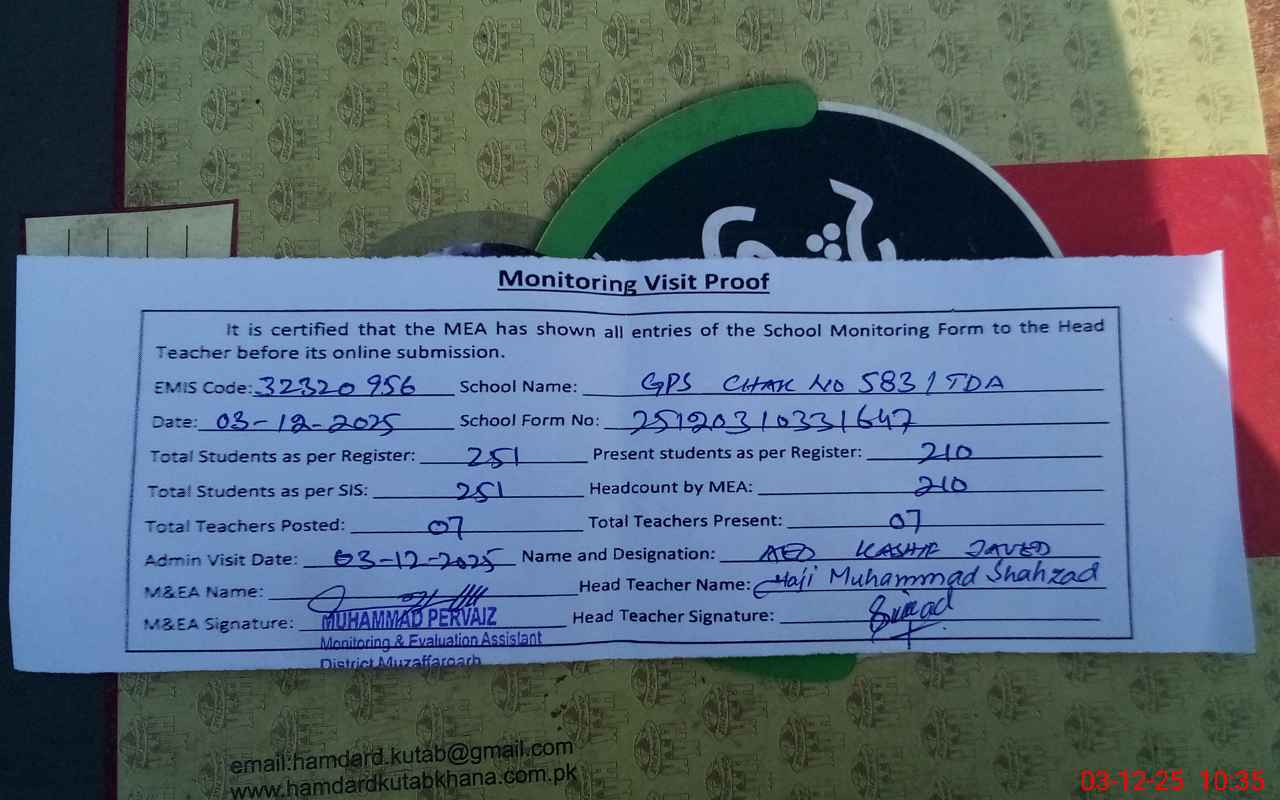 Monitoring Visit Proof
It is certified that the MEA has shown all entries of the School Monitoring Form to the Head
Teacher before its online submission.
EMIS Code: 32320956 School Name: GPS CHAK NO 583/TDA
Date: 03-12-2025 School Form No: 25120310331647
Total Students as per Register: 251 Present students as per Register: 210
Total Students as per SIS: 251 Headcount by MEA: 210
Total Teachers Posted: 07 Total Teachers Present: 07
Admin Visit Date: 03-12-2025 Name and Designation: AEO KASHIF JAVED
M&EA Name: Head Teacher Name: Haji Muhammad Shahzad
M&EA Signature: MUHAMMAD PERVAIZ Head Teacher Signature:
Monitoring & Evaluation Assistant
District Muzaffargarh
email:hamdard.kutab@gmail.com
www.hamdardkutabkhana.com.pk
03-12-25 10:35